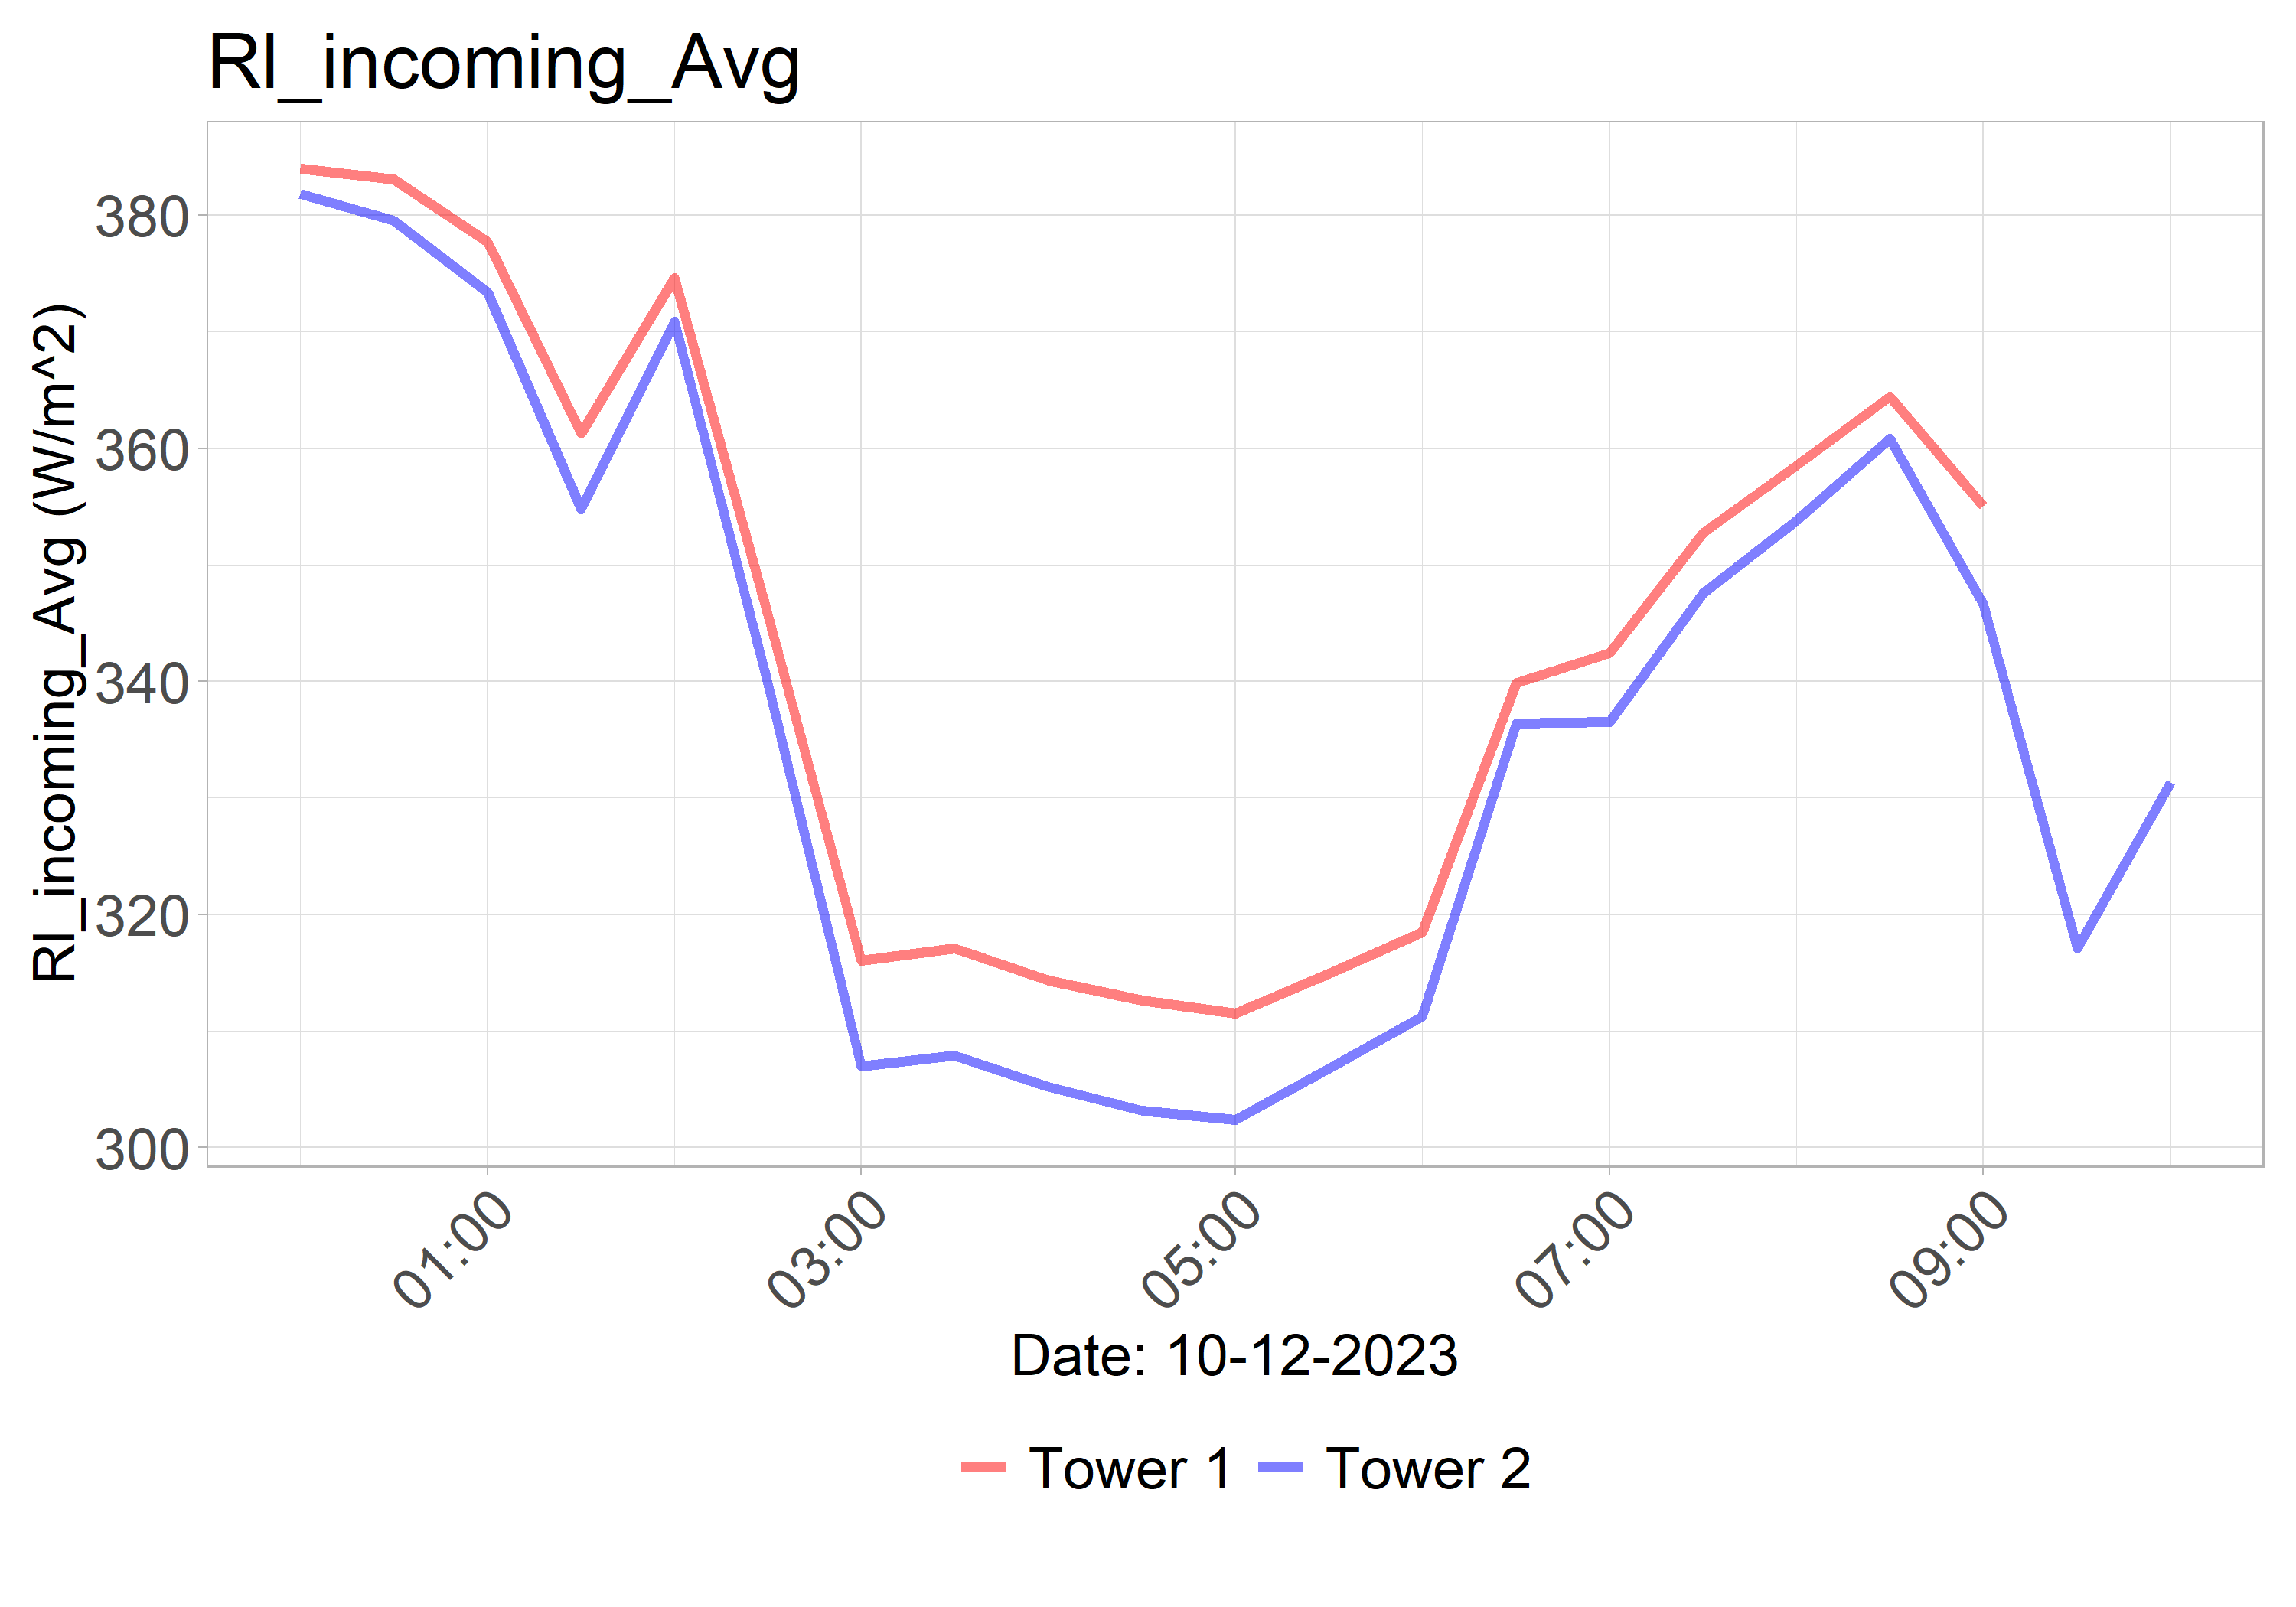 Rl_incoming_Avg
Rl_incoming_Avg (W/m^2)
380
360
340
320
300
01:00
03:00
05:00
07:00
09:00
Date: 10-12-2023
Tower 1
Tower 2